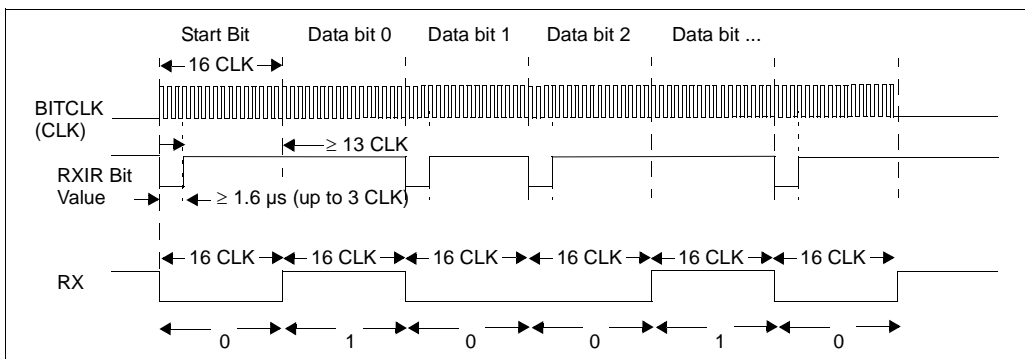 Start Bit Data bit 0 Data bit 1 Data bit 2 Data bit ...
16 CLK
BITCLK
(CLK)
≥ 13 CLK
RXIR Bit
Value
≥ 1.6 µs (up to 3 CLK)
16 CLK 16 CLK 16 CLK 16 CLK 16 CLK 16 CLK
RX
0 1 0 0 1 0